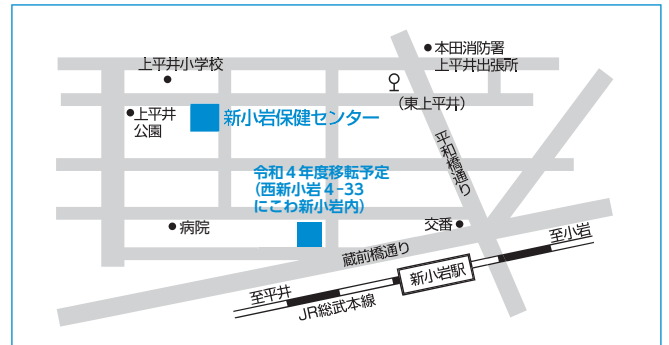 本田消防署
上平井出張所
上平井小学校
(東上平井)
上平井
公園
新小岩保健センター
平和橋通り
令和4年度移転予定
(西新小岩4-33
にこわ新小岩内)
病院
交番
蔵前橋通り
至小岩
新小岩駅
至平井
JR総武本線